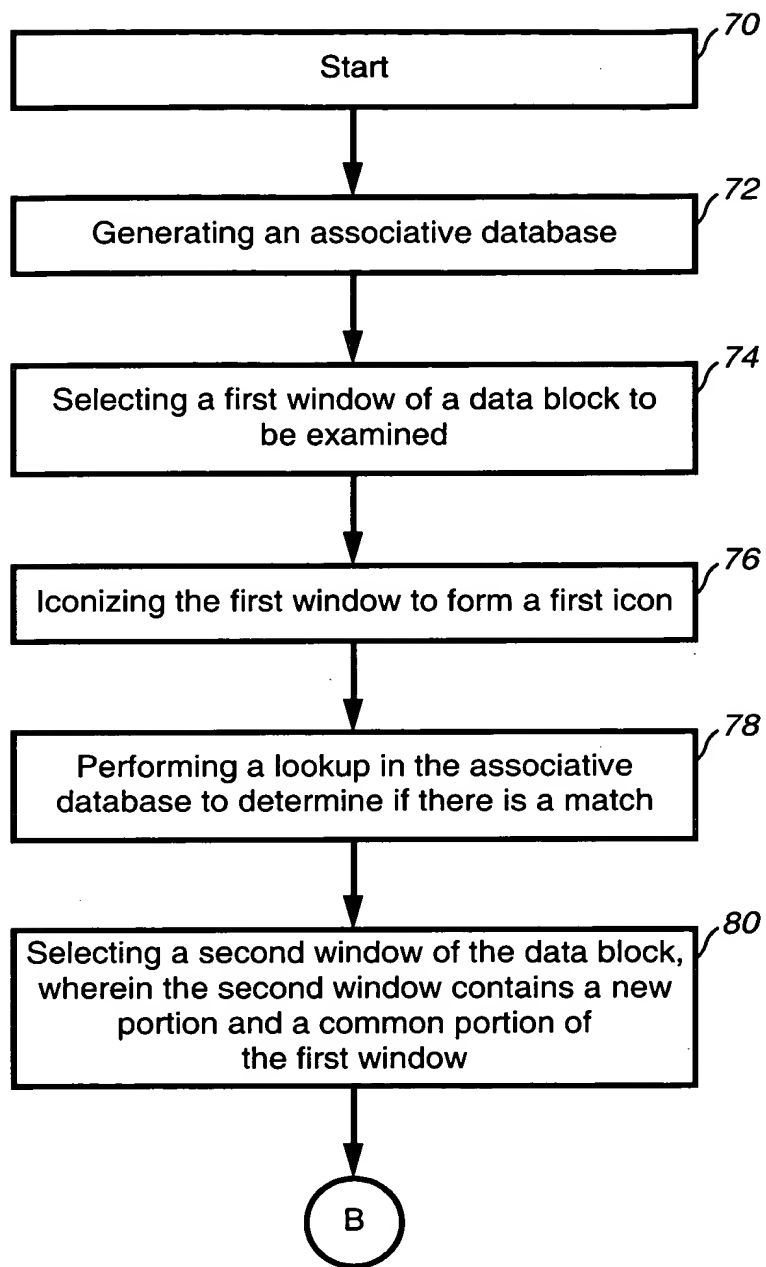 70
Start
72
Generating an associative database
74
Selecting a first window of a data block to
be examined
76
Iconizing the first window to form a first icon
78
Performing a lookup in the associative
database to determine if there is a match
80
Selecting a second window of the data block,
wherein the second window contains a new
portion and a common portion of
the first window
B